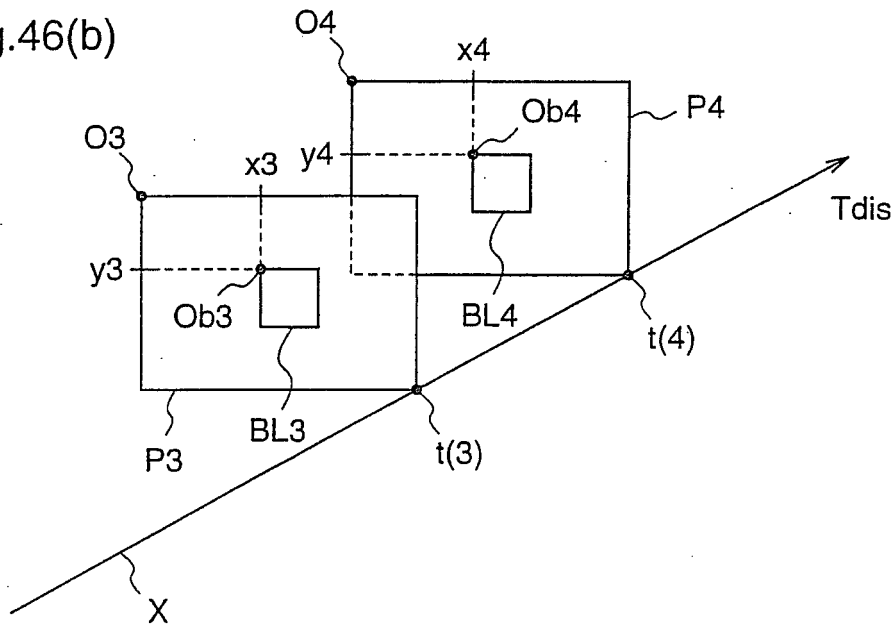 g.46(b)
O4
x4
P4
Ob4
O3
x3
y4
Tdis
y3
Ob3
BL4
t(4)
BL3
t(3)
P3
X